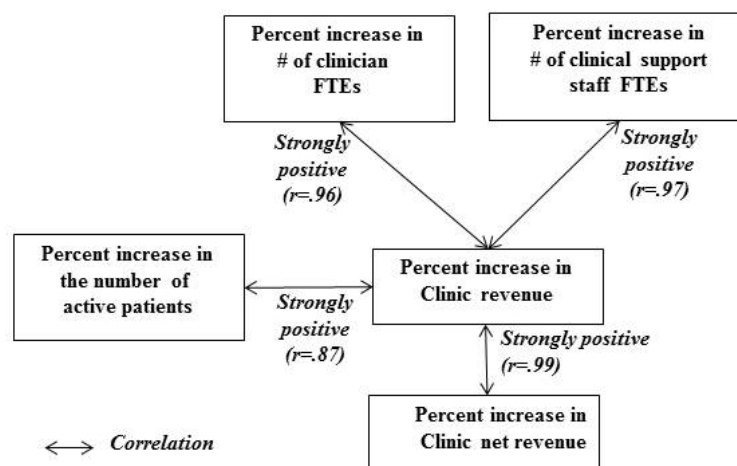 Percent increase in
# of clinician
FTEs
Percent increase in
# of clinical support
staff FTEs
Strongly
positive
(r=.96)
Strongly
positive
(r=.97)
Percent increase in
the number of
active patients
Strongly
positive
(r=.87)
Percent increase in
Clinic revenue
Strongly positive
(r=.99)
Percent increase in
Clinic net revenue
Correlation